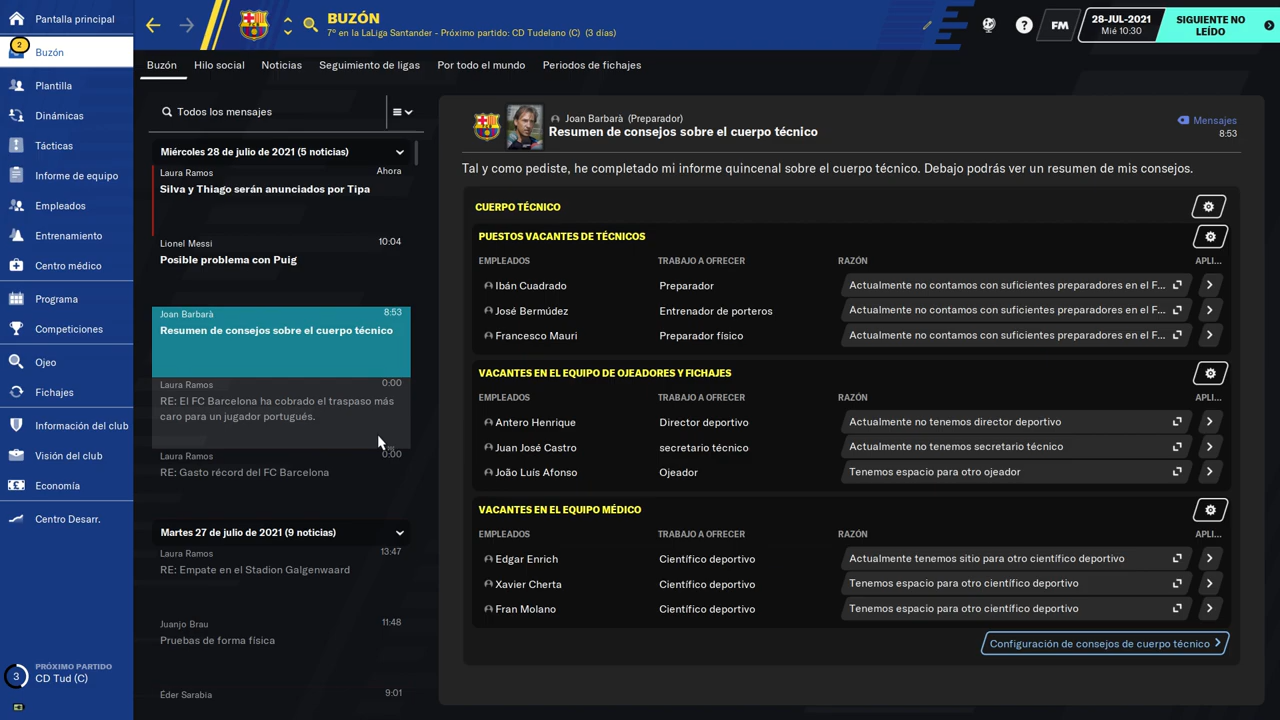 Pantalla principal
2
Buzón
Plantilla
Dinámicas
Tácticas
Informe de equipo
Empleados
Entrenamiento
Centro médico
Programa
Competiciones
Ojeo
Fichajes
Información del club
Visión del club
Economía
Centro Desarr.
3
PRÓXIMO PARTIDO
CD Tud (C)
BUZÓN
7º en la LaLiga Santander - Próximo partido: CD Tudelano (C) (3 días)
?
FM
28-JUL-2021
Mié 10:30
SIGUIENTE NO LEÍDO
Buzón
Hilo social
Noticias
Seguimiento de ligas
Por todo el mundo
Periodos de fichajes
Todos los mensajes
Miércoles 28 de julio de 2021 (5 noticias)
Laura Ramos Ahora
Silva y Thiago serán anunciados por Tipa
Lionel Messi 10:04
Posible problema con Puig
Joan Barbarà 8:53
Resumen de consejos sobre el cuerpo técnico
Laura Ramos 0:00
RE: El FC Barcelona ha cobrado el traspaso más
caro para un jugador portugués.
Laura Ramos 0:00
RE: Gasto récord del FC Barcelona
Martes 27 de julio de 2021 (9 noticias)
Laura Ramos 13:47
RE: Empate en el Stadion Galgenwaard
Juanjo Brau 11:48
Pruebas de forma física
Éder Sarabia 9:01
Joan Barbarà (Preparador)
Resumen de consejos sobre el cuerpo técnico
Mensajes
8:53
Tal y como pediste, he completado mi informe quincenal sobre el cuerpo técnico. Debajo podrás ver un resumen de mis consejos.
CUERPO TÉCNICO
PUESTOS VACANTES DE TÉCNICOS
EMPLEADOS TRABAJO A OFRECER RAZÓN APLI...
Ibán Cuadrado Preparador Actualmente no contamos con suficientes preparadores en el F...
José Bermúdez Entrenador de porteros Actualmente no contamos con suficientes preparadores en el F...
Francesco Mauri Preparador físico Actualmente no contamos con suficientes preparadores en el F...
VACANTES EN EL EQUIPO DE OJEADORES Y FICHAJES
EMPLEADOS TRABAJO A OFRECER RAZÓN APLI...
Antero Henrique Director deportivo Actualmente no tenemos director deportivo
Juan José Castro secretario técnico Actualmente no tenemos secretario técnico
João Luís Afonso Ojeador Tenemos espacio para otro ojeador
VACANTES EN EL EQUIPO MÉDICO
EMPLEADOS TRABAJO A OFRECER RAZÓN APLI...
Edgar Enrich Científico deportivo Actualmente tenemos sitio para otro científico deportivo
Xavier Cherta Científico deportivo Tenemos espacio para otro científico deportivo
Fran Molano Científico deportivo Tenemos espacio para otro científico deportivo
Configuración de consejos de cuerpo técnico